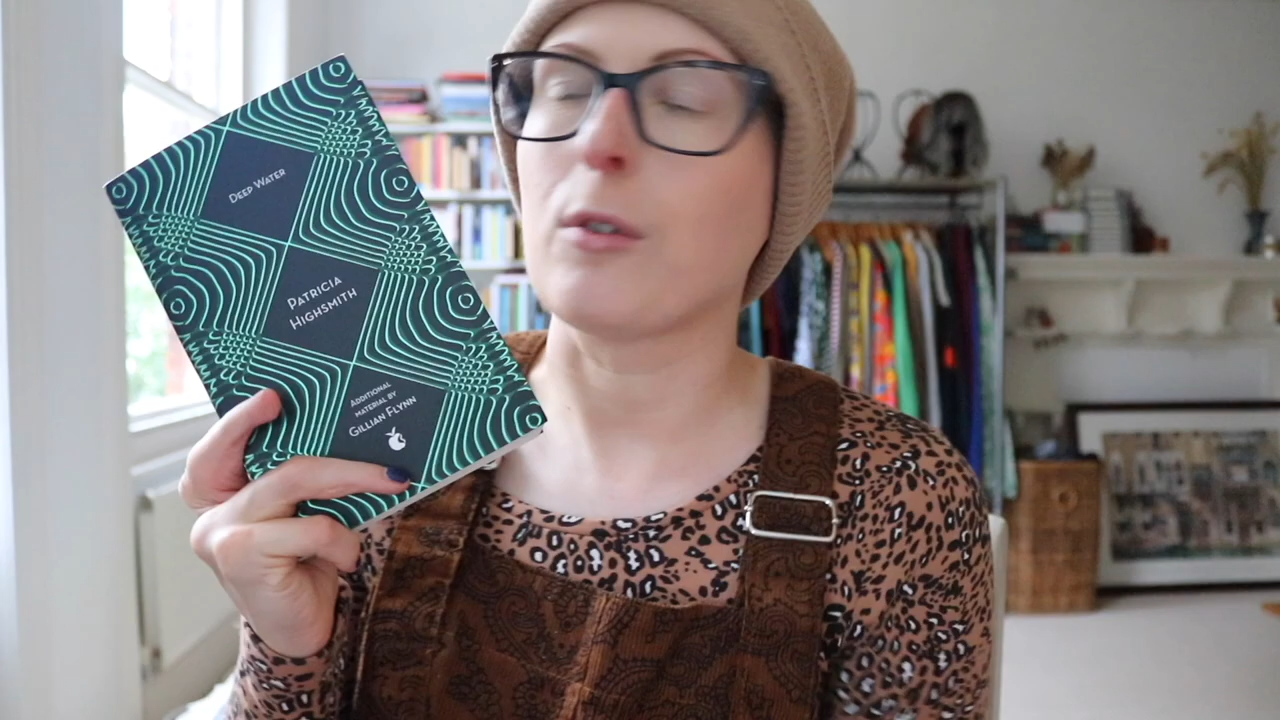 DEEP WATER
PATRICIA
HIGHSMITH
ADDITIONAL
MATERIAL BY
GILLIAN FLYNN